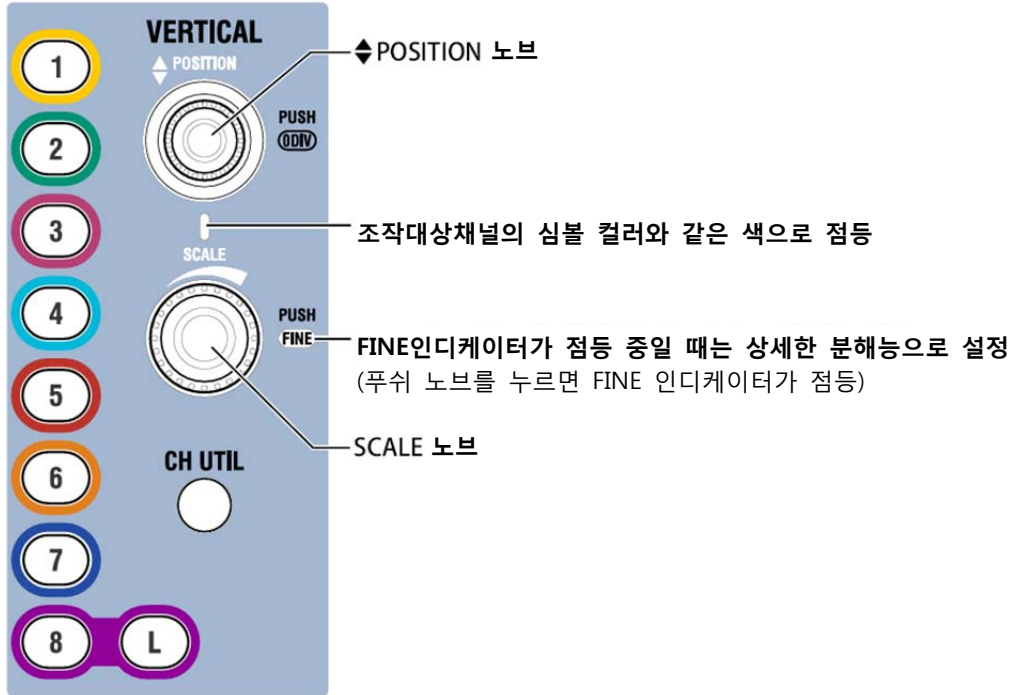 VERTICAL
POSITION
PUSH
0DIV
SCALE
PUSH
FINE
CH UTIL
1
2
3
4
5
6
7
8
L
POSITION 노브
조작대상채널의 심볼 컬러와 같은 색으로 점등
FINE인디케이터가 점등 중일 때는 상세한 분해능으로 설정
(푸쉬 노브를 누르면 FINE 인디케이터가 점등)
SCALE 노브